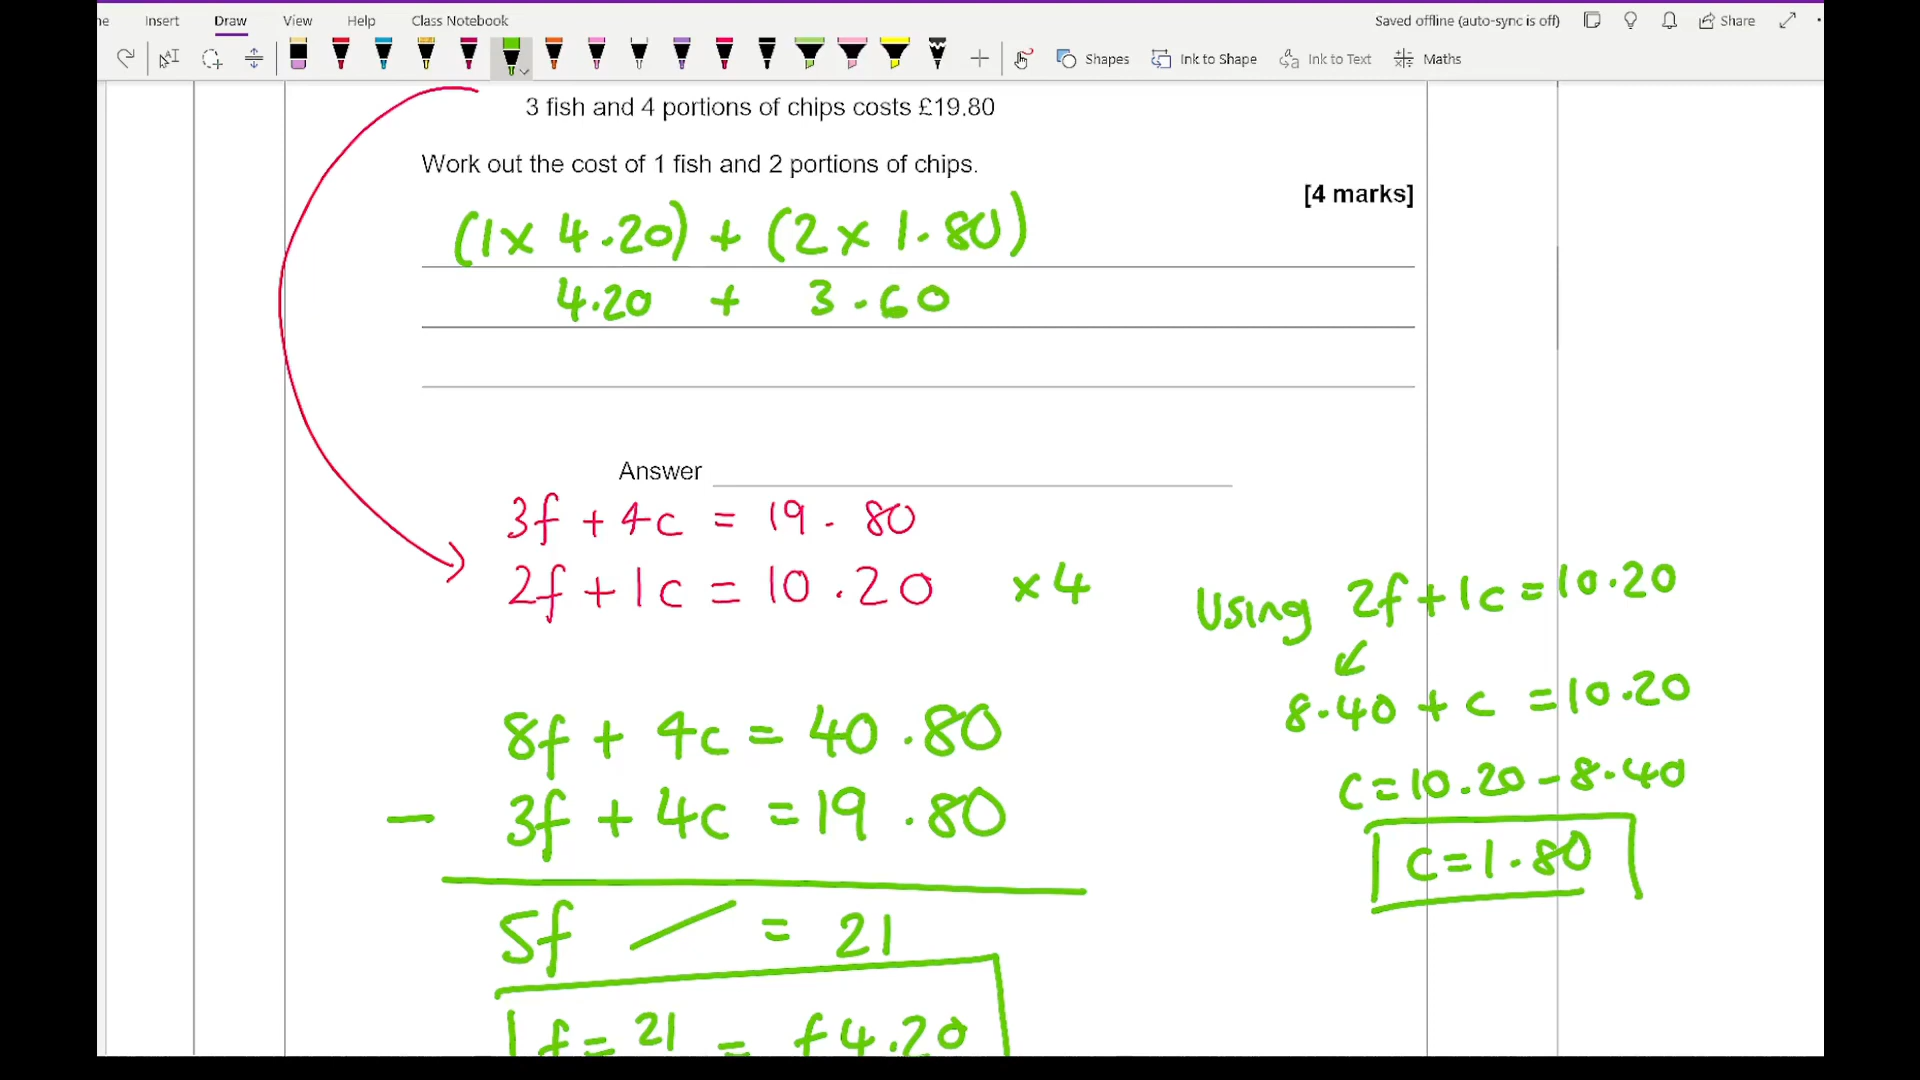 ne Insert Draw View Help Class Notebook Saved offline (auto-sync is off) Share
Shapes Ink to Shape Ink to Text Maths
3 fish and 4 portions of chips costs £19.80
Work out the cost of 1 fish and 2 portions of chips.
[4 marks]
(1 x 4.20) + (2 x 1.80)
4.20 + 3.60
Answer
3f + 4c = 19.80
2f + 1c = 10.20 x4
Using 2f + 1c = 10.20
8.40 + c = 10.20
8f + 4c = 40.80
c = 10.20 - 8.40
- 3f + 4c = 19.80
c = 1.80
5f = 21
f = 21 = £4.20